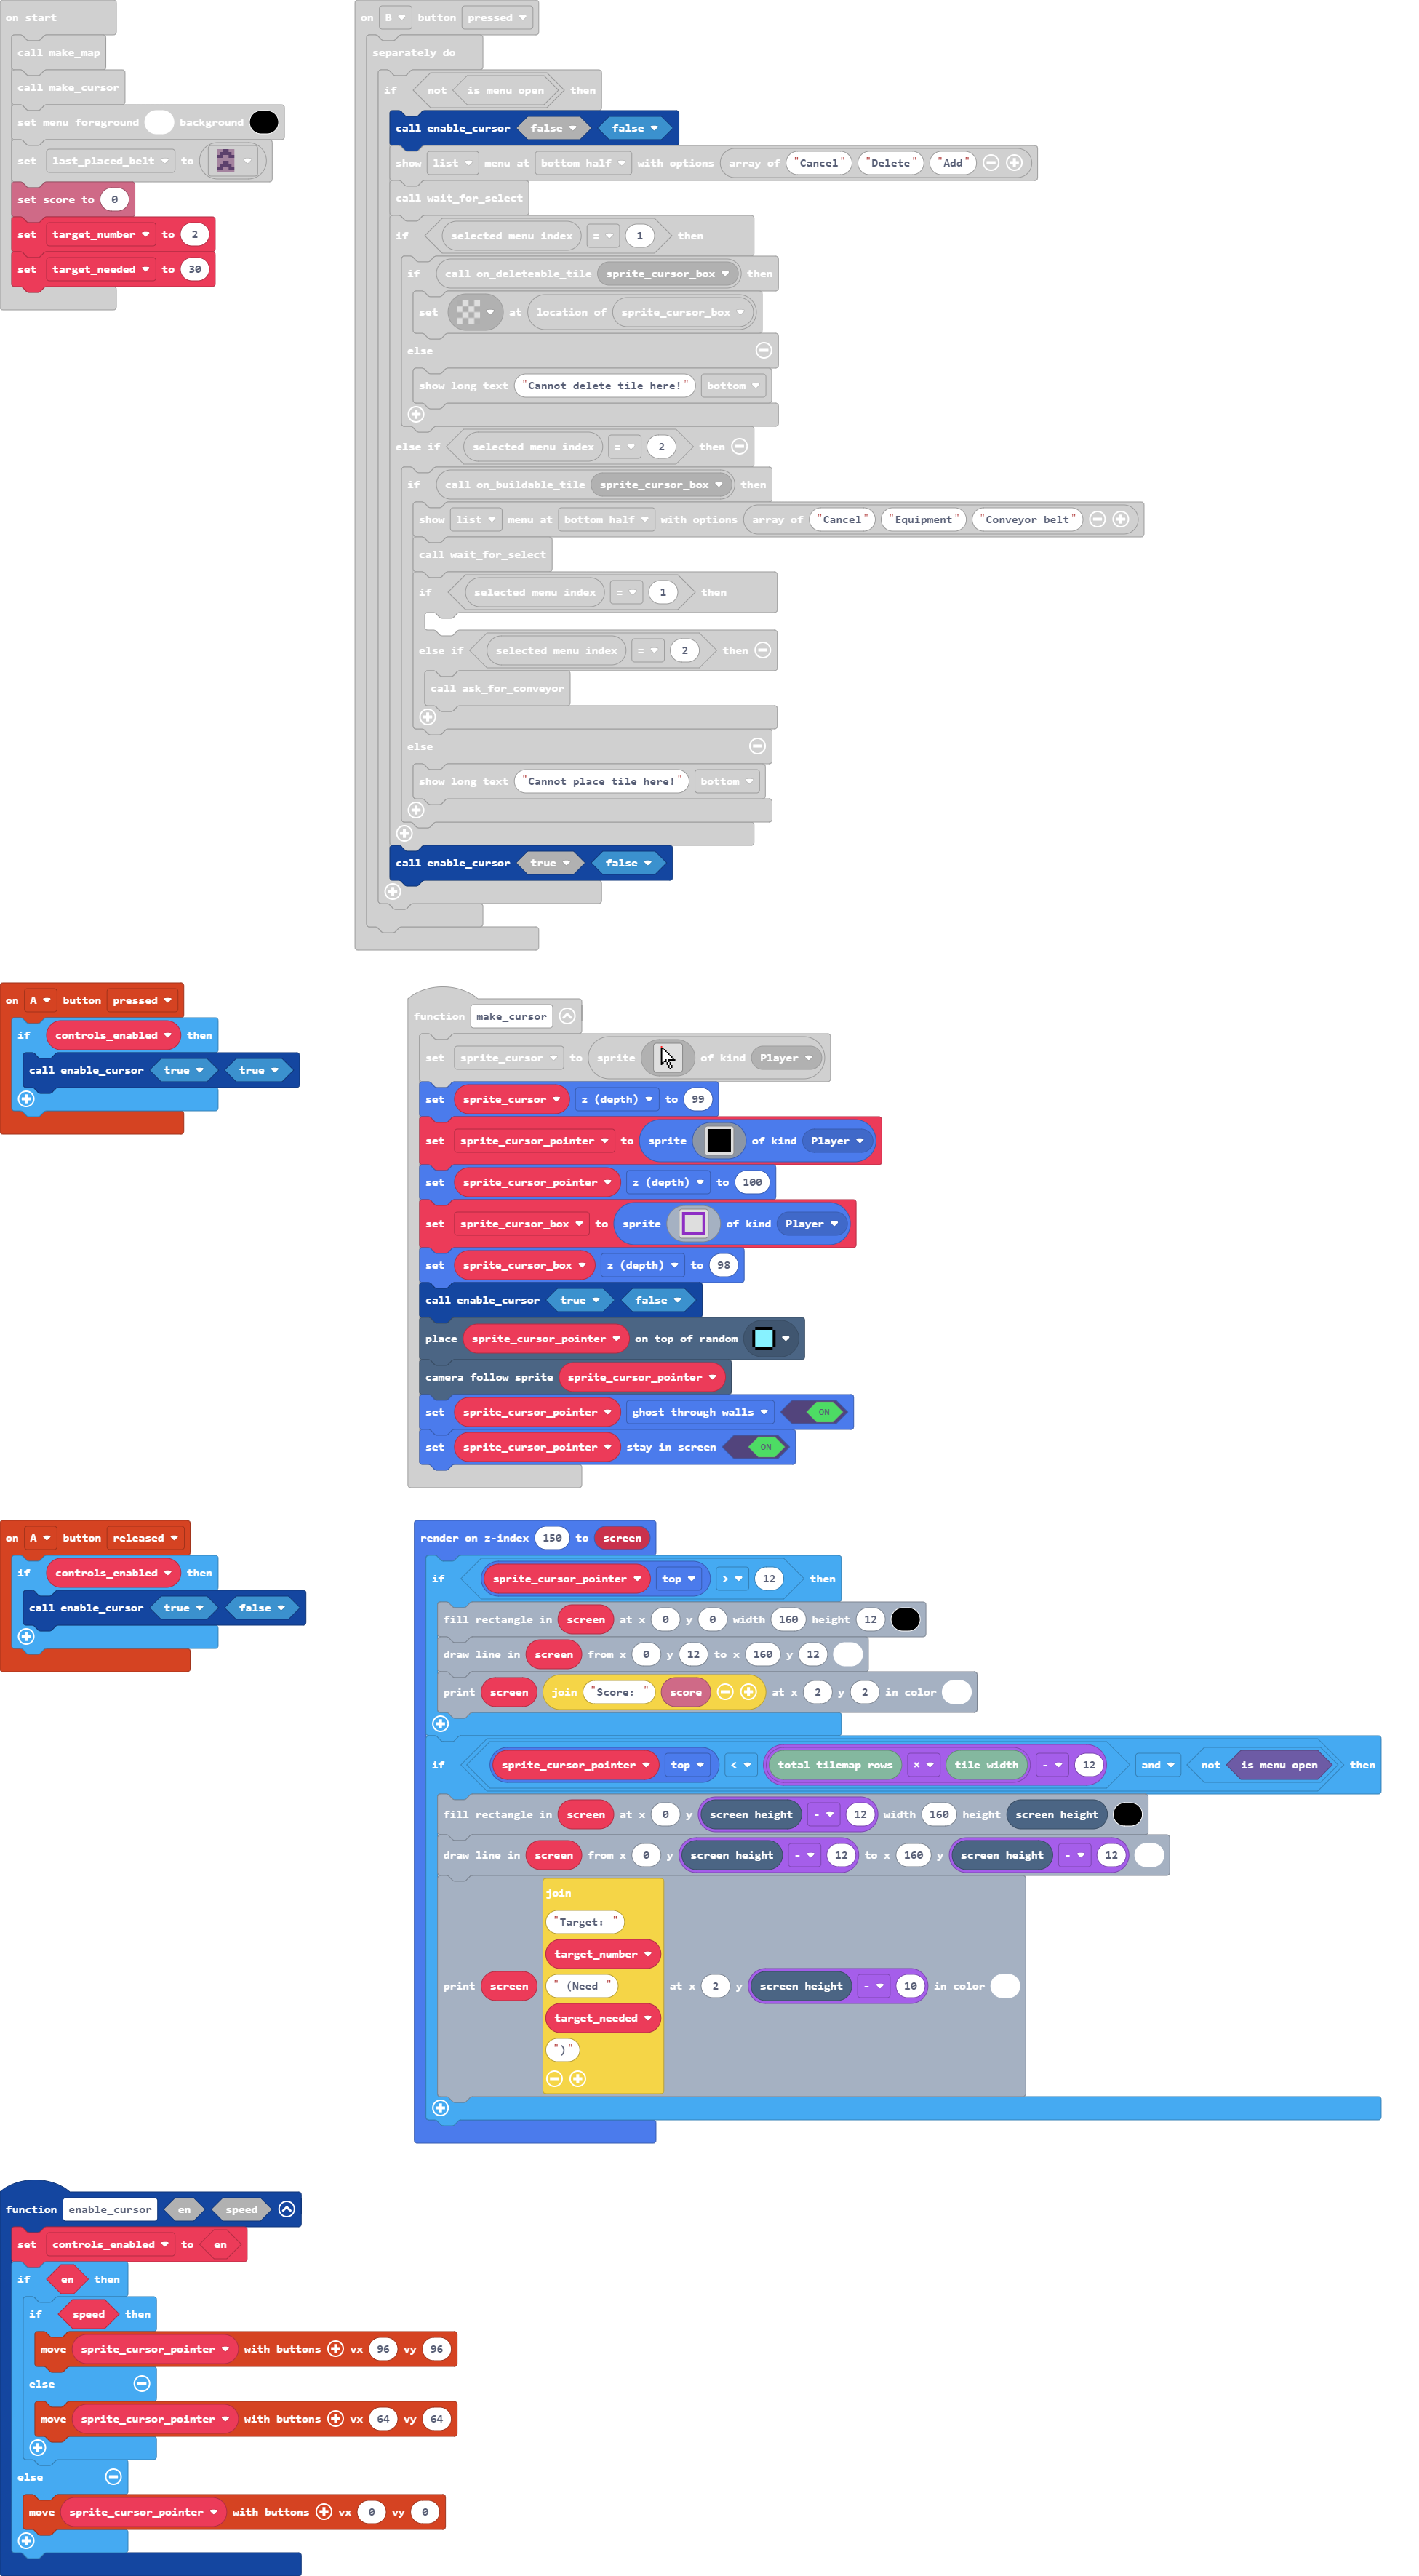 on start
call make_map
call make_cursor
set menu foreground background
set last_placed_belt to
set score to 0
set target_number to 2
set target_needed to 30
on B button pressed
separately do
if not is menu open then
call enable_cursor false false
show list menu at bottom half with options array of "Cancel" "Delete" "Add"
call wait_for_select
if selected menu index = 1 then
if call on_deleteable_tile sprite_cursor_box then
set at location of sprite_cursor_box
else
show long text "Cannot delete tile here!" bottom
else if selected menu index = 2 then
if call on_buildable_tile sprite_cursor_box then
show list menu at bottom half with options array of "Cancel" "Equipment" "Conveyor belt"
call wait_for_select
if selected menu index = 1 then
else if selected menu index = 2 then
call ask_for_conveyor
else
show long text "Cannot place tile here!" bottom
call enable_cursor true false
on A button pressed
if controls_enabled then
call enable_cursor true true
function make_cursor
set sprite_cursor to sprite of kind Player
set sprite_cursor z (depth) to 99
set sprite_cursor_pointer to sprite of kind Player
set sprite_cursor_pointer z (depth) to 100
set sprite_cursor_box to sprite of kind Player
set sprite_cursor_box z (depth) to 98
call enable_cursor true false
place sprite_cursor_pointer on top of random
camera follow sprite sprite_cursor_pointer
set sprite_cursor_pointer ghost through walls ON
set sprite_cursor_pointer stay in screen ON
on A button released
if controls_enabled then
call enable_cursor true false
render on z-index 150 to screen
if sprite_cursor_pointer top > 12 then
fill rectangle in screen at x 0 y 0 width 160 height 12
draw line in screen from x 0 y 12 to x 160 y 12
print screen join "Score: " score at x 2 y 2 in color
if sprite_cursor_pointer top < total tilemap rows × tile width - 12 and not is menu open then
fill rectangle in screen at x 0 y screen height - 12 width 160 height screen height
draw line in screen from x 0 y screen height - 12 to x 160 y screen height - 12
join
"Target: "
target_number
print screen " (Need " at x 2 y screen height - 10 in color
target_needed
")"
function enable_cursor en speed
set controls_enabled to en
if en then
if speed then
move sprite_cursor_pointer with buttons vx 96 vy 96
else
move sprite_cursor_pointer with buttons vx 64 vy 64
else
move sprite_cursor_pointer with buttons vx 0 vy 0